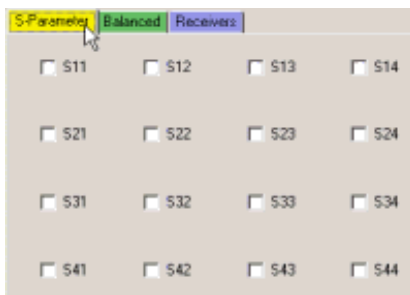 S-Parameter Balanced Receivers
S11 S12 S13 S14
S21 S22 S23 S24
S31 S32 S33 S34
S41 S42 S43 S44